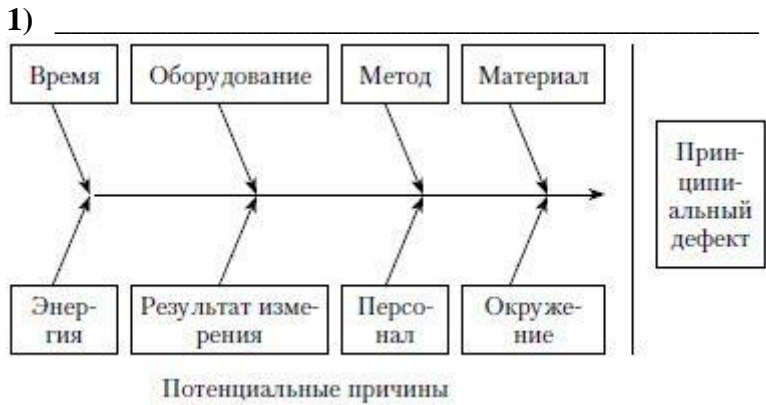 1) ________________________________________________
Время
Оборудование
Метод
Материал
Прин-
ципи-
альный
дефект
Энер-
гия
Результат изме-
рения
Персо-
нал
Окруже-
ние
Потенциальные причины